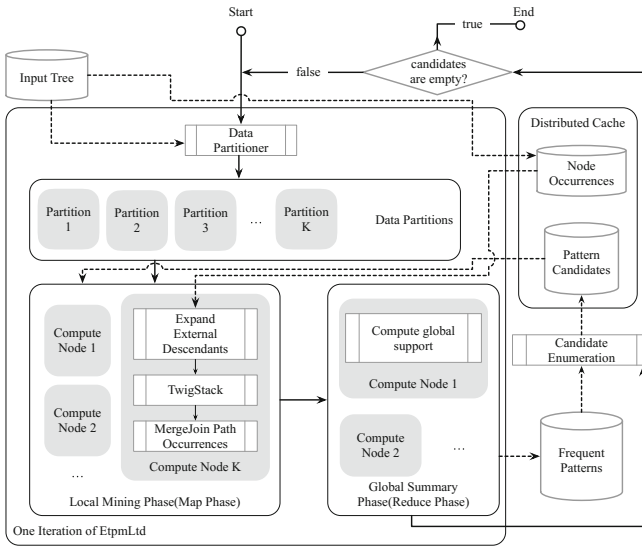 Start
true
End
Input Tree
false
candidates
are empty?
Distributed Cache
Data
Partitioner
Node
Occurrences
Partition
1
Partition
2
Partition
3
...
Partition
K
Data Partitions
Pattern
Candidates
Compute
Node 1
Expand
External
Descendants
Compute global
support
Candidate
Enumeration
Compute
Node 2
TwigStack
Compute Node 1
MergeJoin Path
Occurrences
Compute
Node 2
...
Frequent
Patterns
...
Compute Node K
Local Mining Phase(Map Phase)
Global Summary
Phase(Reduce Phase)
One Iteration of EtpmLtd